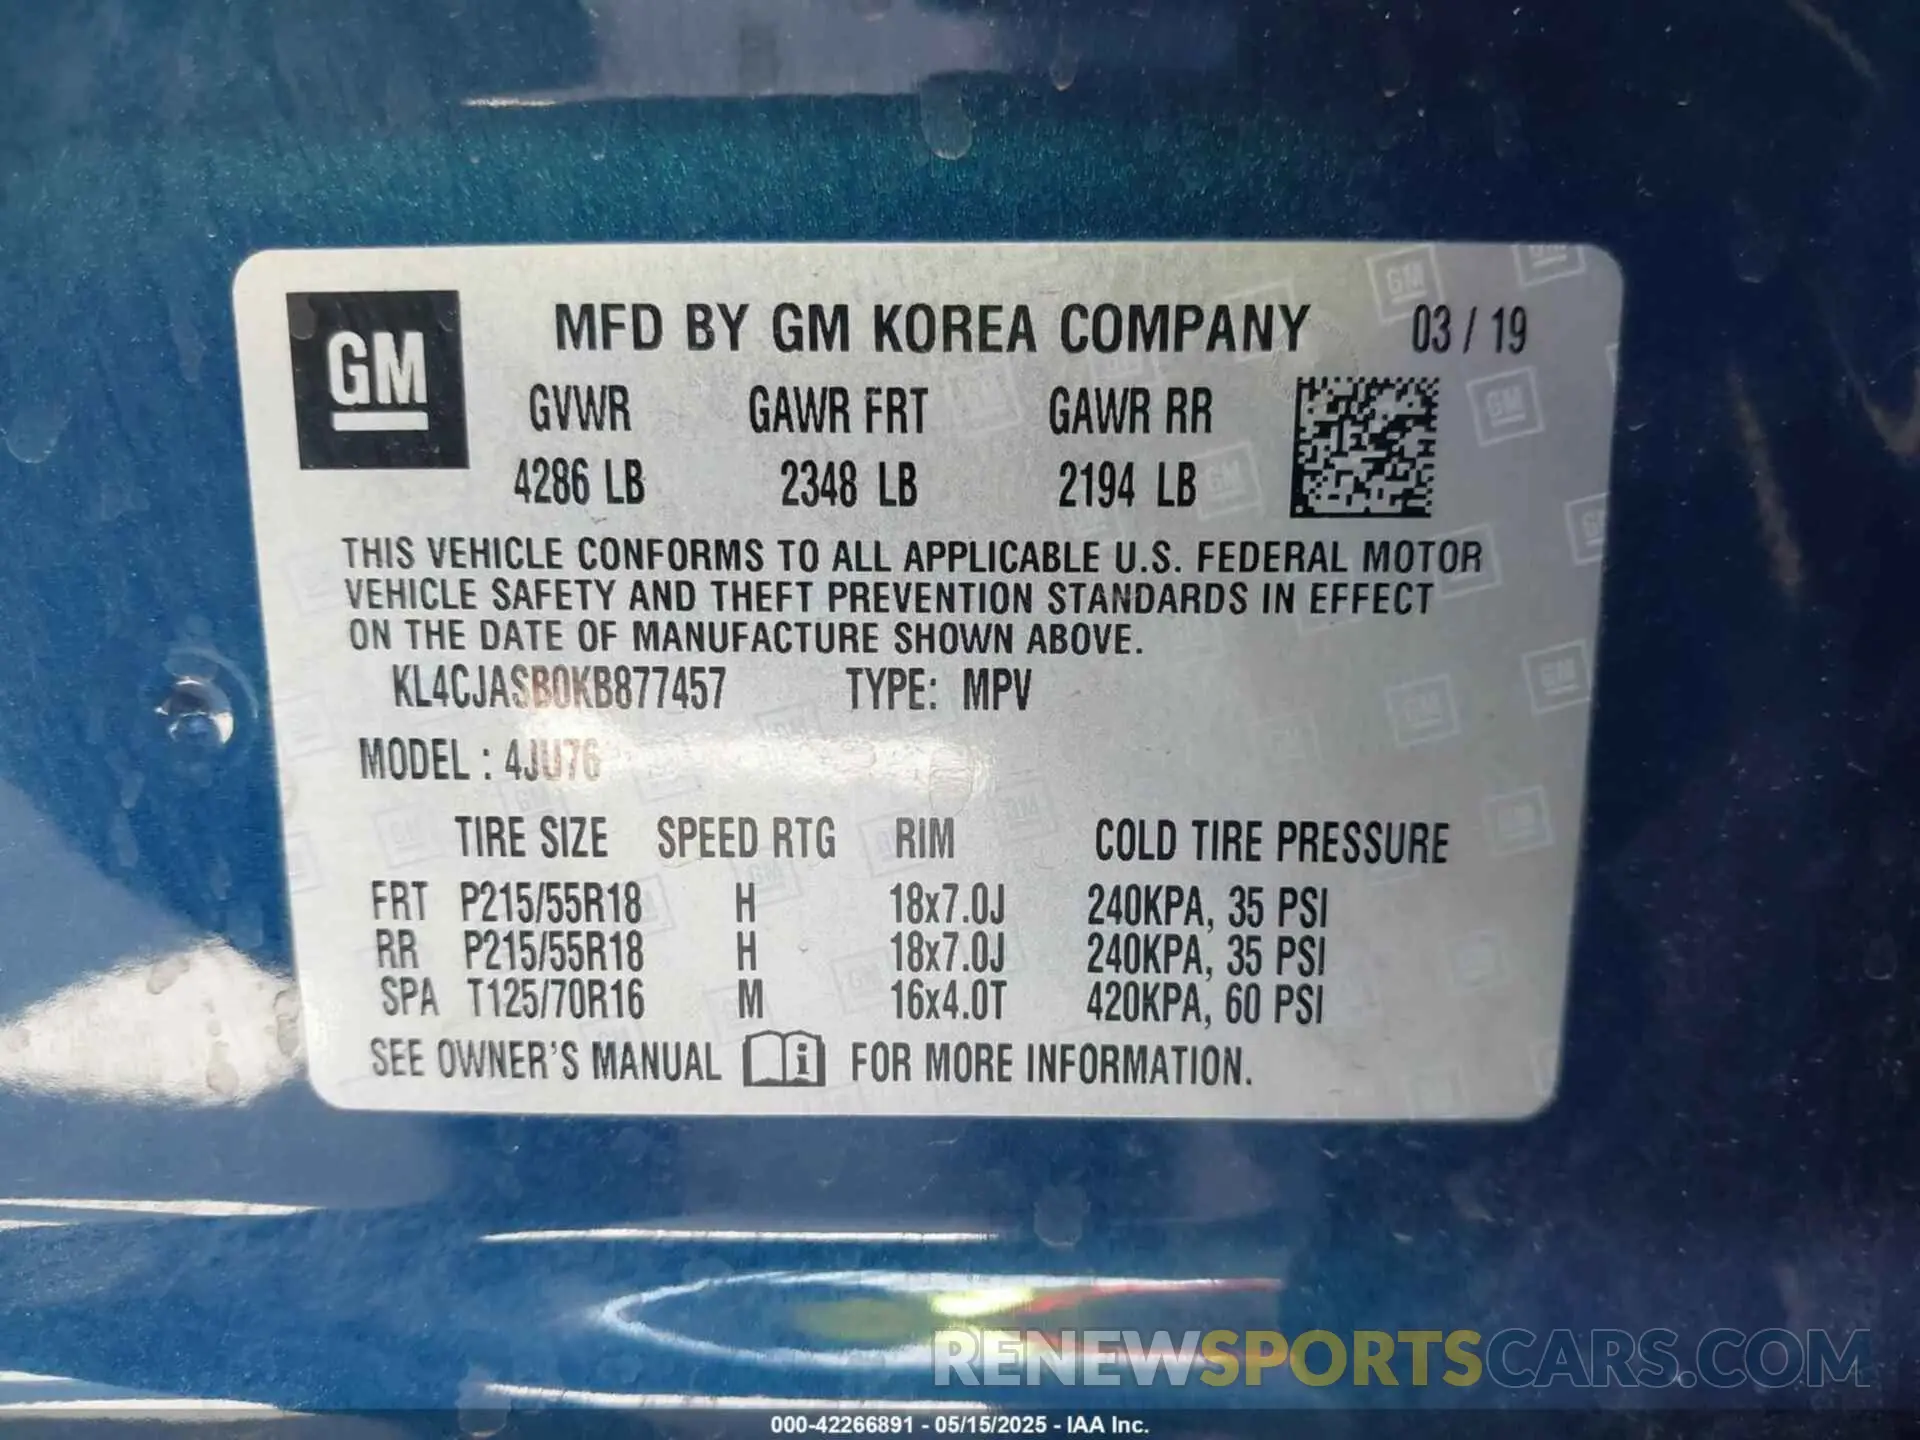 GM
MFD BY GM KOREA COMPANY 03 / 19
GVWR GAWR FRT GAWR RR
4286 LB 2348 LB 2194 LB
THIS VEHICLE CONFORMS TO ALL APPLICABLE U.S. FEDERAL MOTOR
VEHICLE SAFETY AND THEFT PREVENTION STANDARDS IN EFFECT
ON THE DATE OF MANUFACTURE SHOWN ABOVE.
KL4CJASB0KB877457 TYPE: MPV
MODEL : 4JU76
TIRE SIZE SPEED RTG RIM COLD TIRE PRESSURE
FRT P215/55R18 H 18x7.0J 240KPA, 35 PSI
RR P215/55R18 H 18x7.0J 240KPA, 35 PSI
SPA T125/70R16 M 16x4.0T 420KPA, 60 PSI
SEE OWNER'S MANUAL i FOR MORE INFORMATION.
RENEWSPORTSCARS.COM
000-42266891 - 05/15/2025 - IAA Inc.